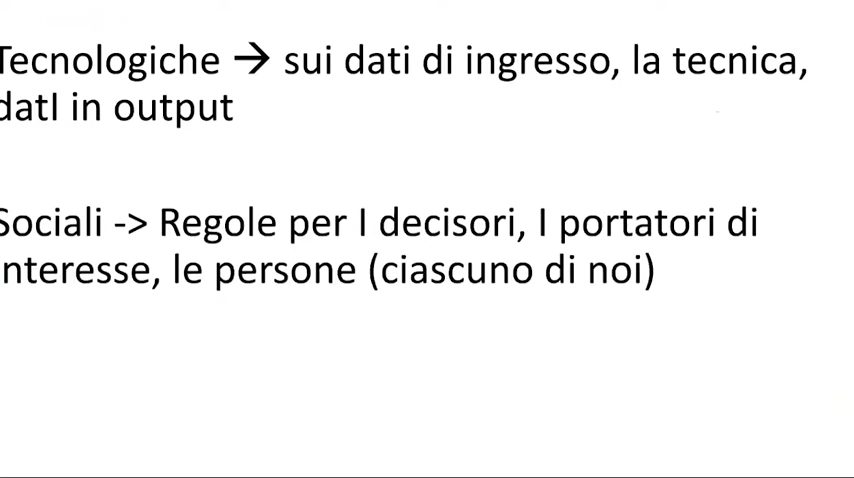 Tecnologiche → sui dati di ingresso, la tecnica,
datI in output
Sociali -> Regole per I decisori, I portatori di
interesse, le persone (ciascuno di noi)